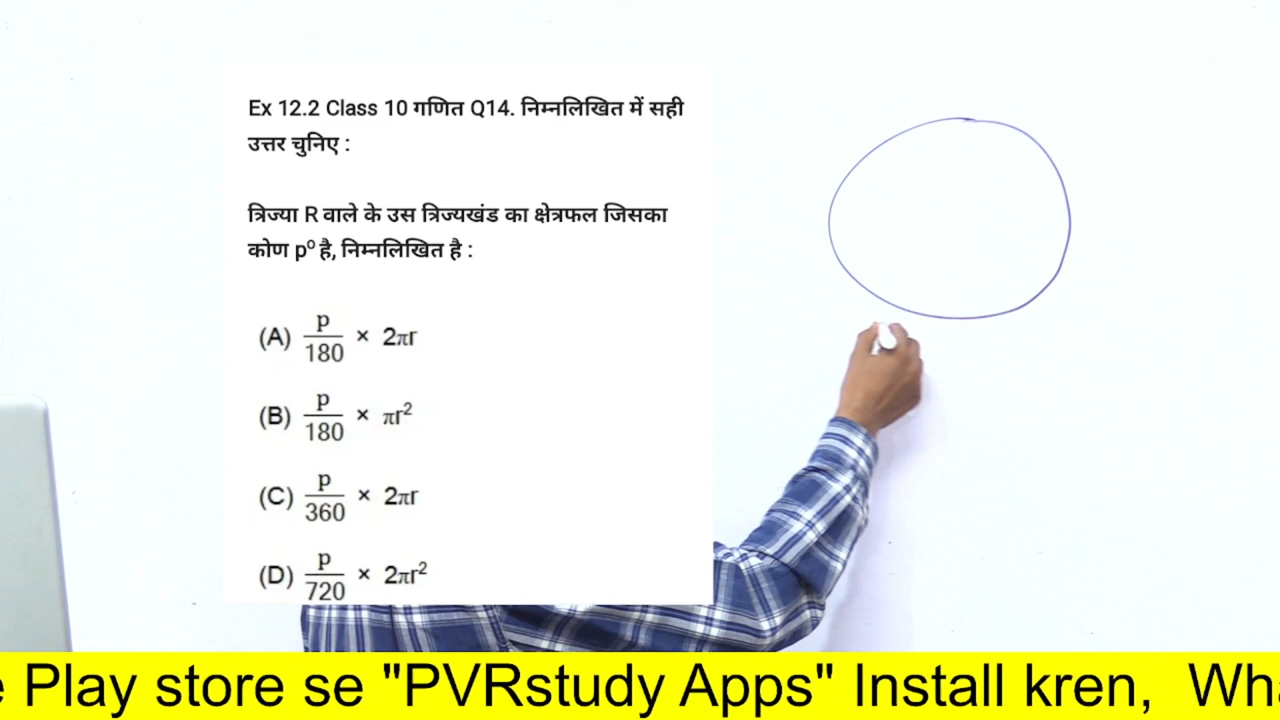 Ex 12.2 Class 10 गणित Q14. निम्नलिखित में सही
उत्तर चुनिए :
त्रिज्या R वाले के उस त्रिज्यखंड का क्षेत्रफल जिसका
कोण pº है, निम्नलिखित है :
(A) p/180 × 2πr
(B) p/180 × πr²
(C) p/360 × 2πr
(D) p/720 × 2πr²
Play store se "PVRstudy Apps" Install kren,